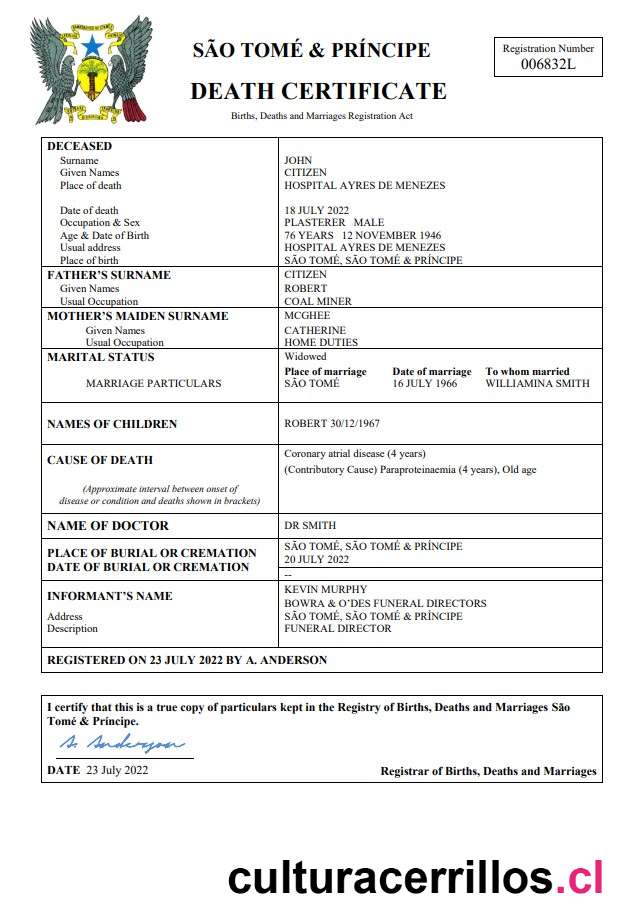 SÃO TOMÉ & PRÍNCIPE
DEATH CERTIFICATE
Births, Deaths and Marriages Registration Act
Registration Number
006832L
DECEASED
Surname JOHN
Given Names CITIZEN
Place of death HOSPITAL AYRES DE MENEZES
Date of death 18 JULY 2022
Occupation & Sex PLASTERER MALE
Age & Date of Birth 76 YEARS 12 NOVEMBER 1946
Usual address HOSPITAL AYRES DE MENEZES
Place of birth SÃO TOMÉ, SÃO TOMÉ & PRÍNCIPE
FATHER'S SURNAME CITIZEN
Given Names ROBERT
Usual Occupation COAL MINER
MOTHER'S MAIDEN SURNAME MCGHEE
Given Names CATHERINE
Usual Occupation HOME DUTIES
MARITAL STATUS Widowed
Place of marriage Date of marriage To whom married
MARRIAGE PARTICULARS SÃO TOMÉ 16 JULY 1966 WILLIAMINA SMITH
NAMES OF CHILDREN ROBERT 30/12/1967
CAUSE OF DEATH Coronary atrial disease (4 years)
(Contributory Cause) Paraproteinaemia (4 years), Old age
(Approximate interval between onset of
disease or condition and deaths shown in brackets)
NAME OF DOCTOR DR SMITH
PLACE OF BURIAL OR CREMATION SÃO TOMÉ, SÃO TOMÉ & PRÍNCIPE
DATE OF BURIAL OR CREMATION 20 JULY 2022
--
INFORMANT'S NAME KEVIN MURPHY
BOWRA & O'DES FUNERAL DIRECTORS
Address SÃO TOMÉ, SÃO TOMÉ & PRÍNCIPE
Description FUNERAL DIRECTOR
REGISTERED ON 23 JULY 2022 BY A. ANDERSON
I certify that this is a true copy of particulars kept in the Registry of Births, Deaths and Marriages São
Tomé & Príncipe.
A. Anderson
DATE 23 July 2022 Registrar of Births, Deaths and Marriages
culturacerrillos.cl